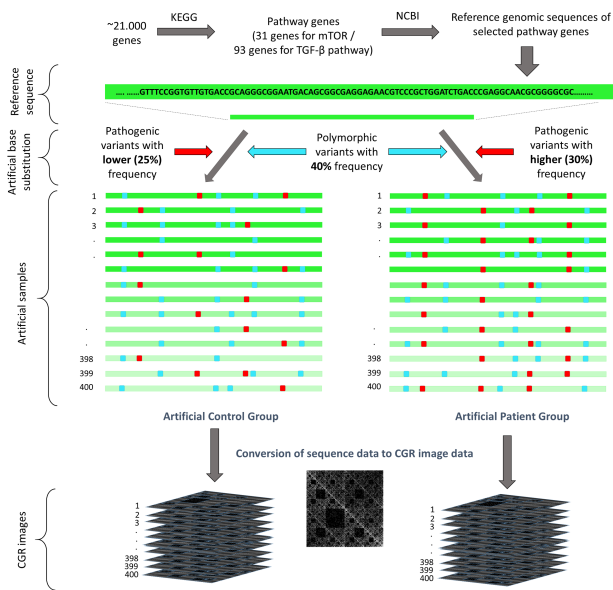 ~21.000
genes
KEGG
Pathway genes
(31 genes for mTOR /
93 genes for TGF-β pathway)
NCBI
Reference genomic sequences of
selected pathway genes
Reference
sequence
.... ......GTTTCCGGTGTTGTGACCGCAGGGCGGAATGACAGCGGCGAGGAGAACGTCCCGCTGGATCTGACCCGAGGCAACGCGGGGCGC.........
Artificial base
substitution
Pathogenic
variants with
lower (25%)
frequency
Polymorphic
variants with
40% frequency
Pathogenic
variants with
higher (30%)
frequency
Artificial samples
1
2
3
.
.
.
.
398
399
400
1
2
3
.
.
.
.
398
399
400
Artificial Control Group
Artificial Patient Group
Conversion of sequence data to CGR image data
CGR images
1
2
3
.
.
.
398
399
400
1
2
3
.
.
.
398
399
400